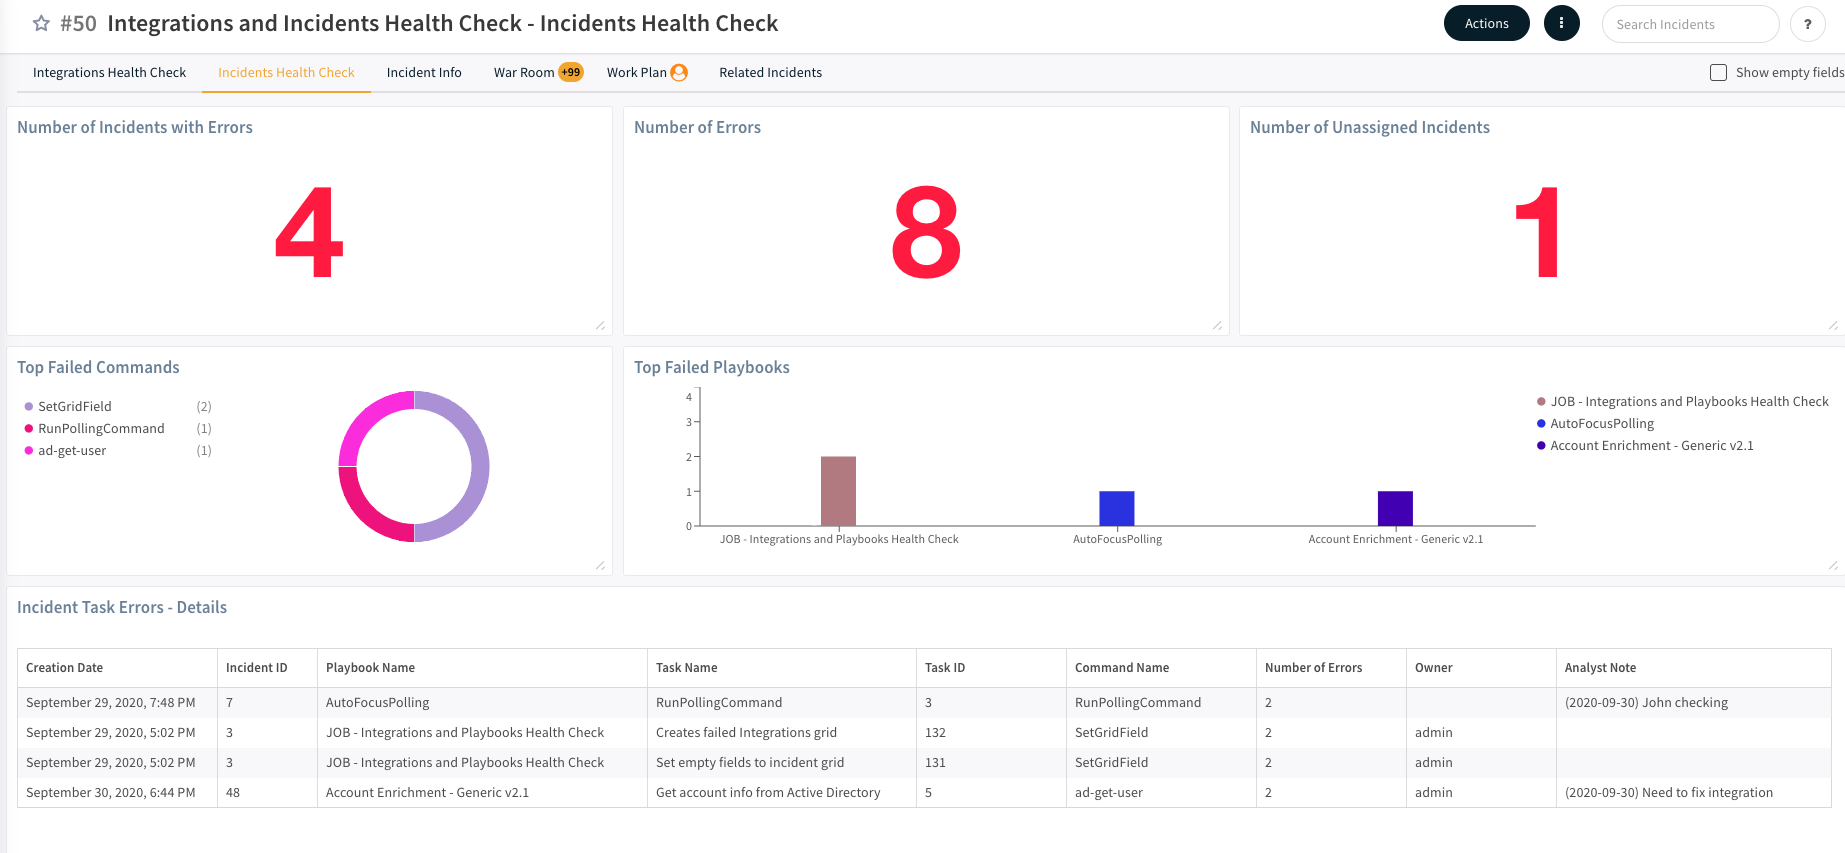 #50 Integrations and Incidents Health Check - Incidents Health Check
Actions
Search Incidents
?
Integrations Health Check
Incidents Health Check
Incident Info
War Room +99
Work Plan
Related Incidents
Show empty fields
Number of Incidents with Errors
4
Number of Errors
8
Number of Unassigned Incidents
1
Top Failed Commands
SetGridField (2)
RunPollingCommand (1)
ad-get-user (1)
Top Failed Playbooks
4
3
2
1
0
JOB - Integrations and Playbooks Health Check
AutoFocusPolling
Account Enrichment - Generic v2.1
JOB - Integrations and Playbooks Health Check
AutoFocusPolling
Account Enrichment - Generic v2.1
Incident Task Errors - Details
Creation Date Incident ID Playbook Name Task Name Task ID Command Name Number of Errors Owner Analyst Note
September 29, 2020, 7:48 PM 7 AutoFocusPolling RunPollingCommand 3 RunPollingCommand 2 (2020-09-30) John checking
September 29, 2020, 5:02 PM 3 JOB - Integrations and Playbooks Health Check Creates failed Integrations grid 132 SetGridField 2 admin
September 29, 2020, 5:02 PM 3 JOB - Integrations and Playbooks Health Check Set empty fields to incident grid 131 SetGridField 2 admin
September 30, 2020, 6:44 PM 48 Account Enrichment - Generic v2.1 Get account info from Active Directory 5 ad-get-user 2 admin (2020-09-30) Need to fix integration